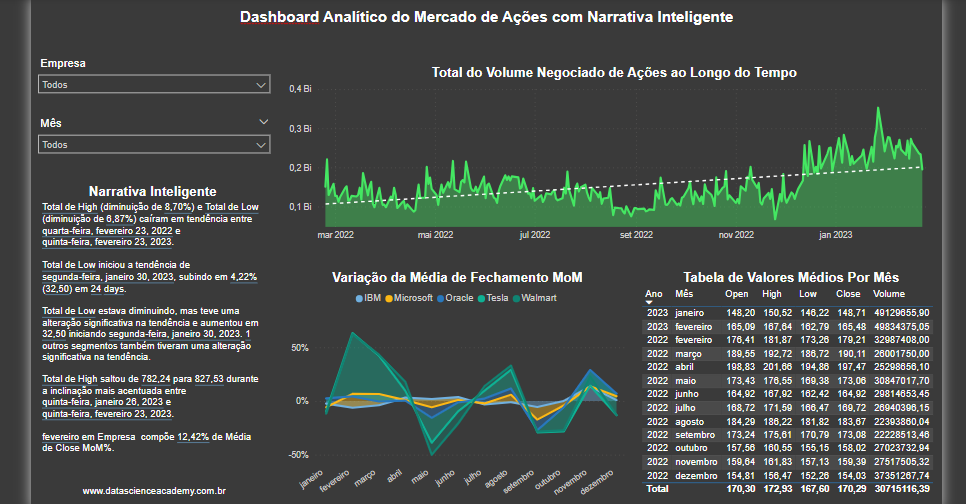 Dashboard Analítico do Mercado de Ações com Narrativa Inteligente
Empresa
Todos
Mês
Todos
Narrativa Inteligente
Total de High (diminuição de 8,70%) e Total de Low
(diminuição de 6,87%) caíram em tendência entre
quarta-feira, fevereiro 23, 2022 e
quinta-feira, fevereiro 23, 2023.
Total de Low iniciou a tendência de
segunda-feira, janeiro 30, 2023, subindo em 4,22%
(32,50) em 24 days.
Total de Low estava diminuindo, mas teve uma
alteração significativa na tendência e aumentou em
32,50 iniciando segunda-feira, janeiro 30, 2023. 1
outros segmentos também tiveram uma alteração
significativa na tendência.
Total de High saltou de 782,24 para 827,53 durante
a inclinação mais acentuada entre
quinta-feira, janeiro 26, 2023 e
quinta-feira, fevereiro 23, 2023.
fevereiro em Empresa compõe 12,42% de Média
de Close MoM%.
www.datascienceacademy.com.br
Total do Volume Negociado de Ações ao Longo do Tempo
0,4 Bi
0,3 Bi
0,2 Bi
0,1 Bi
mar 2022 mai 2022 jul 2022 set 2022 nov 2022 jan 2023
Variação da Média de Fechamento MoM
IBM Microsoft Oracle Tesla Walmart
50%
0%
-50%
janeiro fevereiro março abril maio junho julho agosto setembro outubro novembro dezembro
Tabela de Valores Médios Por Mês
Ano Mês Open High Low Close Volume
2023 janeiro 148,20 150,52 146,22 148,71 49129655,90
2023 fevereiro 165,09 167,64 162,79 165,48 49834375,05
2022 fevereiro 176,41 181,87 173,26 179,21 32987408,00
2022 março 189,55 192,72 186,72 190,11 26001750,00
2022 abril 198,83 201,66 194,86 197,47 25298656,10
2022 maio 173,43 176,55 169,38 173,06 30847017,70
2022 junho 164,92 167,92 162,42 164,92 29814653,45
2022 julho 168,72 171,59 166,47 169,72 26940396,15
2022 agosto 184,29 186,22 181,82 183,67 22393860,04
2022 setembro 173,24 175,61 170,79 173,08 22228513,46
2022 outubro 157,56 160,55 155,15 158,02 27023732,94
2022 novembro 159,64 161,83 157,13 159,39 27517505,32
2022 dezembro 154,81 156,47 152,26 154,03 37351267,74
Total 170,30 172,93 167,60 170,29 30715116,39